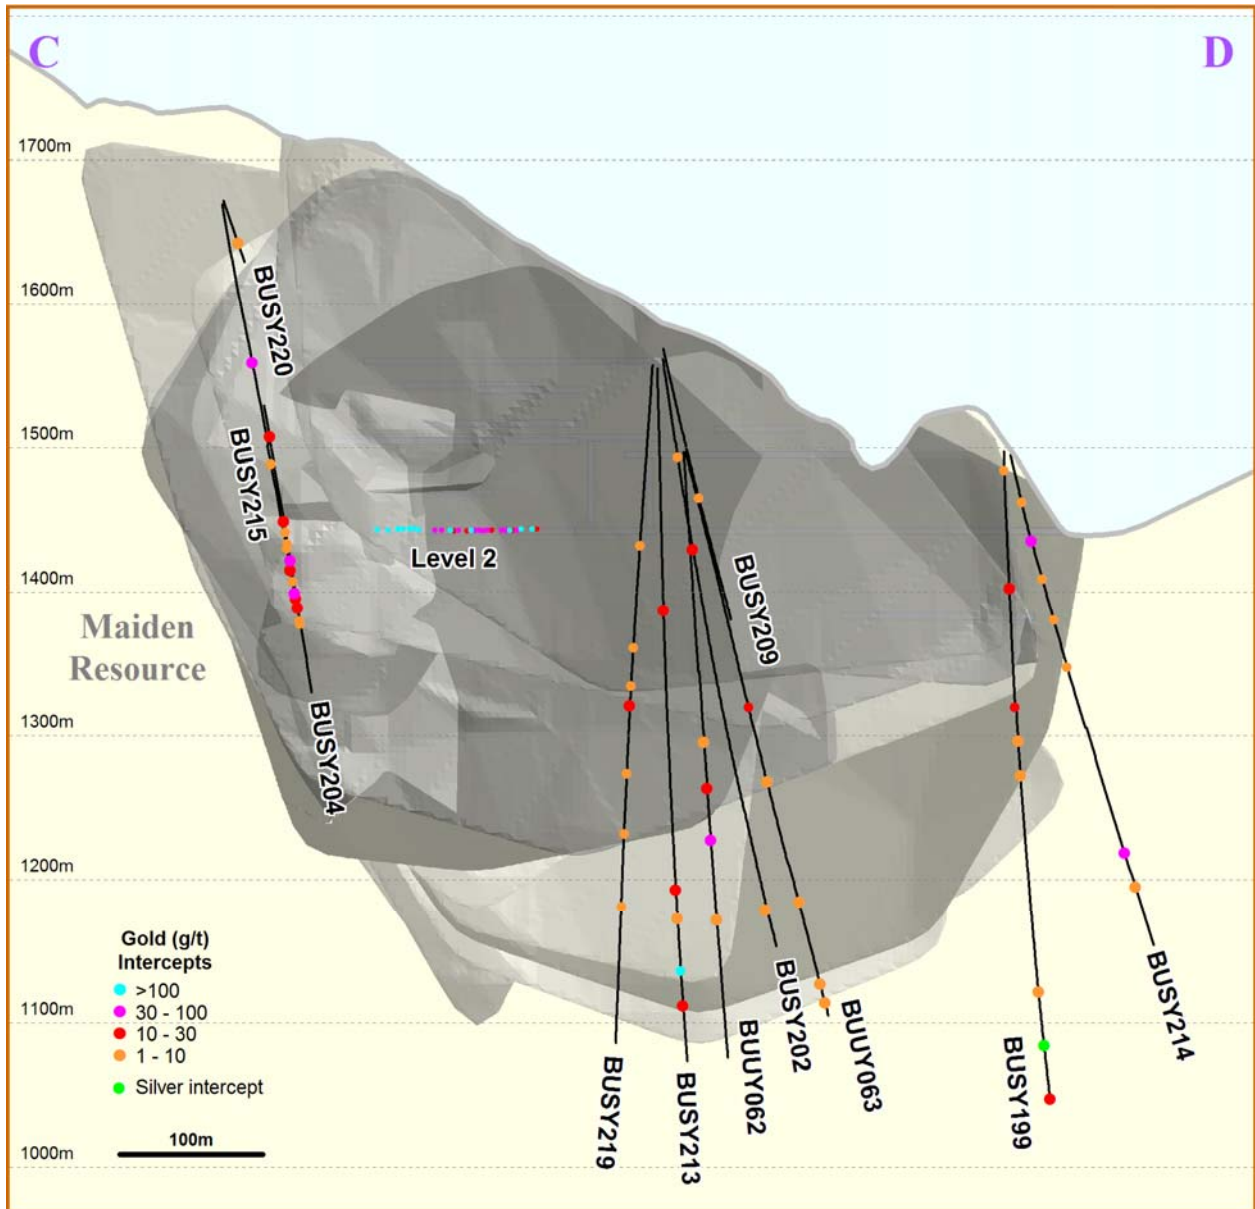 C
D
1700m
1600m
BUSY220
1500m
BUSY215
Level 2
1400m
BUSY209
Maiden
Resource
1300m
BUSY204
1200m
Gold (g/t)
Intercepts
>100
30 - 100
10 - 30
1 - 10
Silver intercept
1100m
BUSY219
BUSY213
BUUY062
BUSY202
BUUY063
BUSY199
BUSY214
100m
1000m